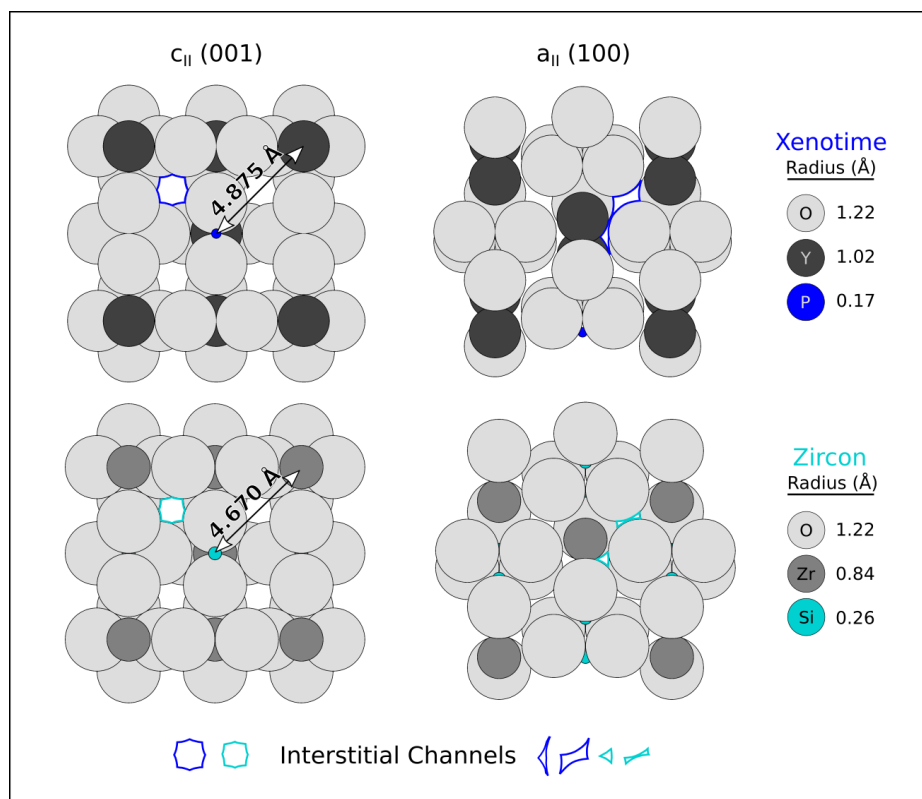 c|| (001)
a|| (100)
4.875 Å
Xenotime
Radius (Å)
O 1.22
Y 1.02
P 0.17
4.670 Å
Zircon
Radius (Å)
O 1.22
Zr 0.84
Si 0.26
Interstitial Channels